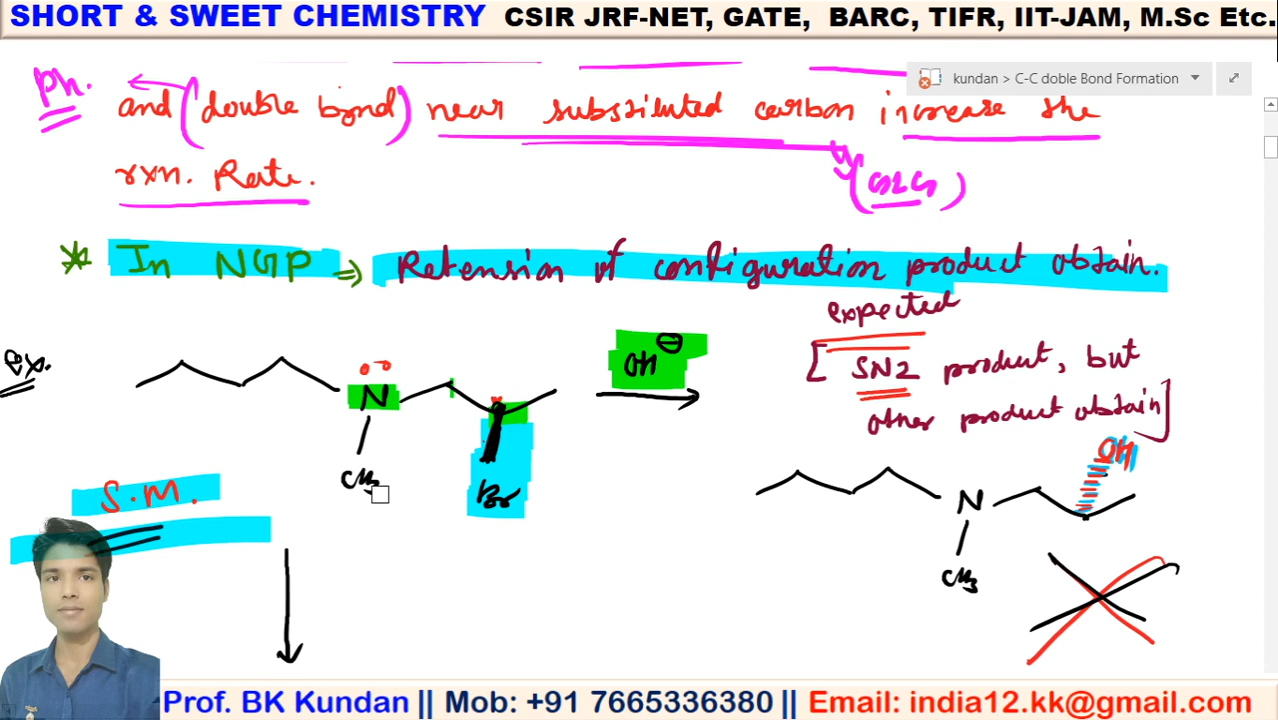 SHORT & SWEET CHEMISTRY CSIR JRF-NET, GATE, BARC, TIFR, IIT-JAM, M.Sc Etc.
kundan > C-C doble Bond Formation
Ph.
and (double bond) near substituted carbon increase the
rxn. Rate.
* In NGP ⇒ Retension of configuration product obtain.
expected
[SN2 product, but
other product obtain]
ex.
OH⊖
N
CH3
Br
S.M.
OH
N
CH3
Prof. BK Kundan || Mob: +91 7665336380 || Email: india12.kk@gmail.com